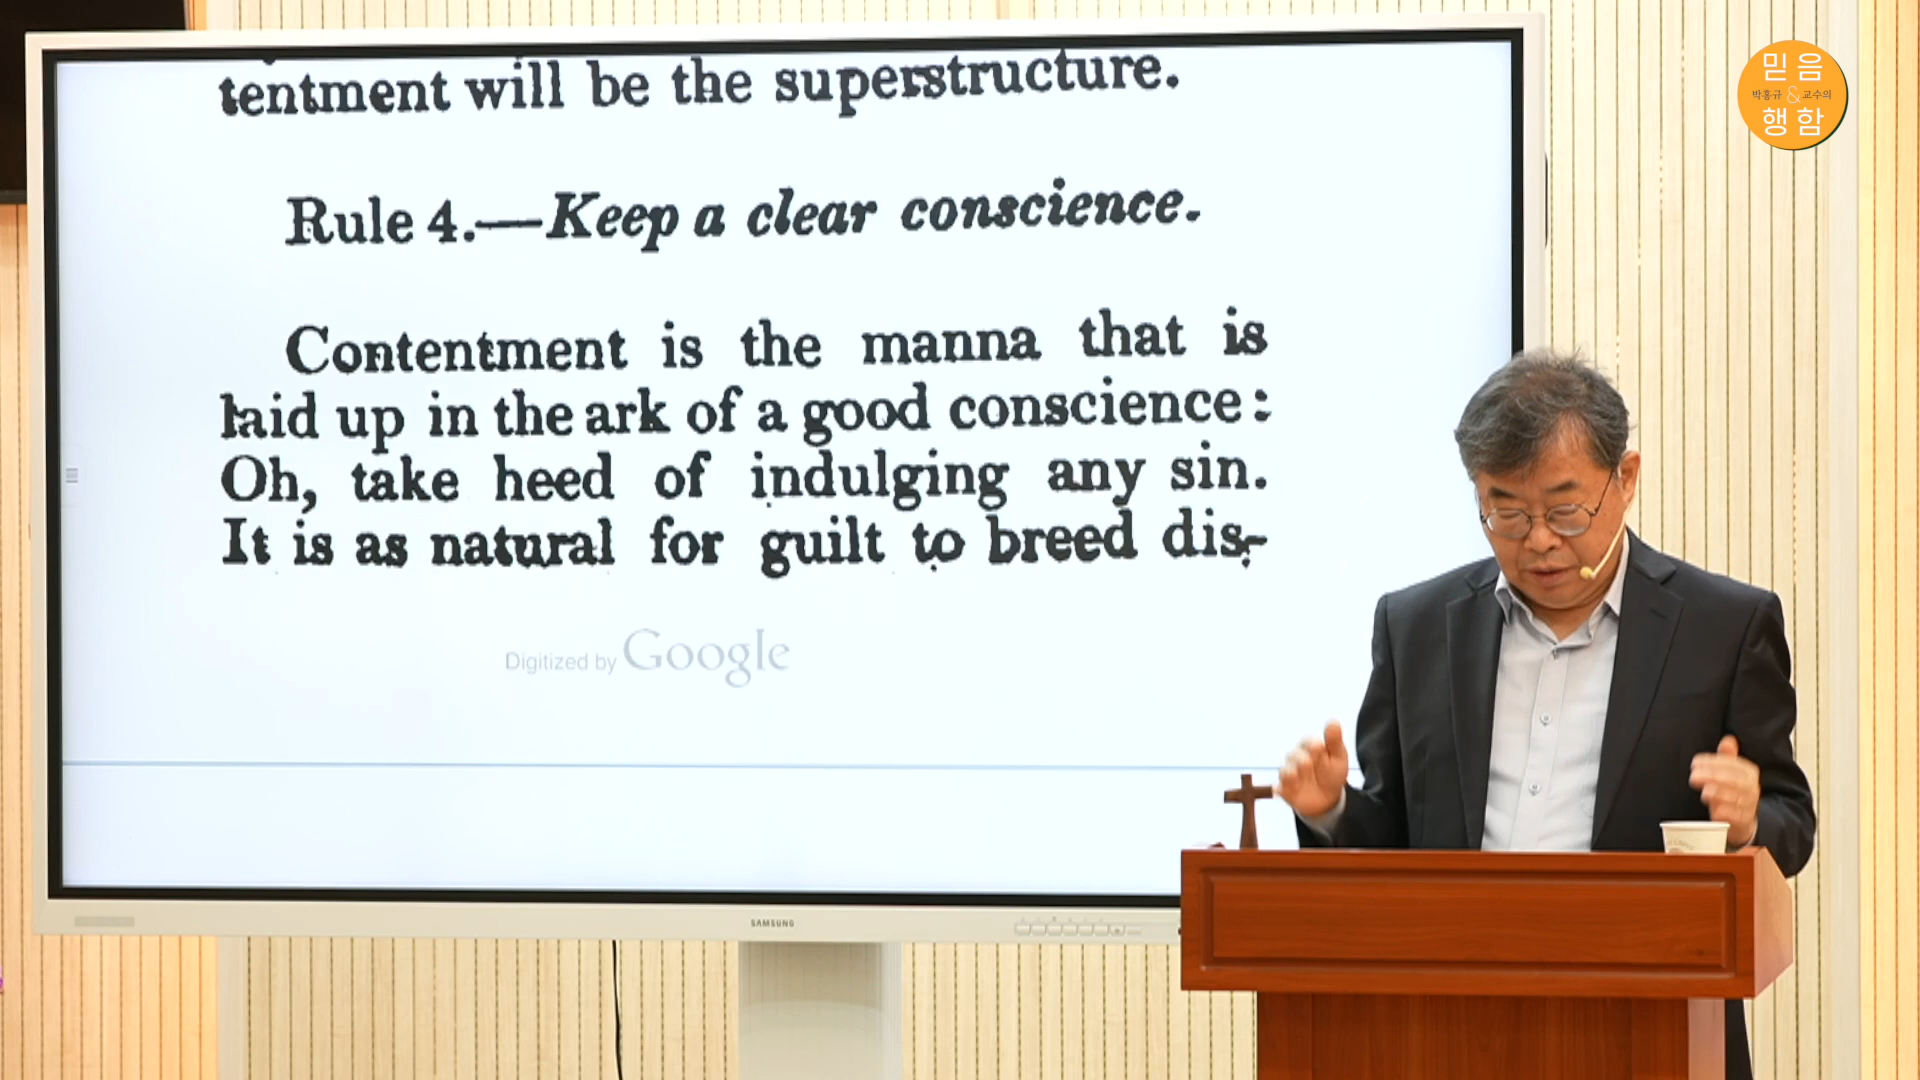 tentment will be the superstructure.
Rule 4.—Keep a clear conscience.
Contentment is the manna that is
laid up in the ark of a good conscience:
Oh, take heed of indulging any sin.
It is as natural for guilt to breed dis-
Digitized by Google
SAMSUNG
믿음
박홍규 & 교수의
행함